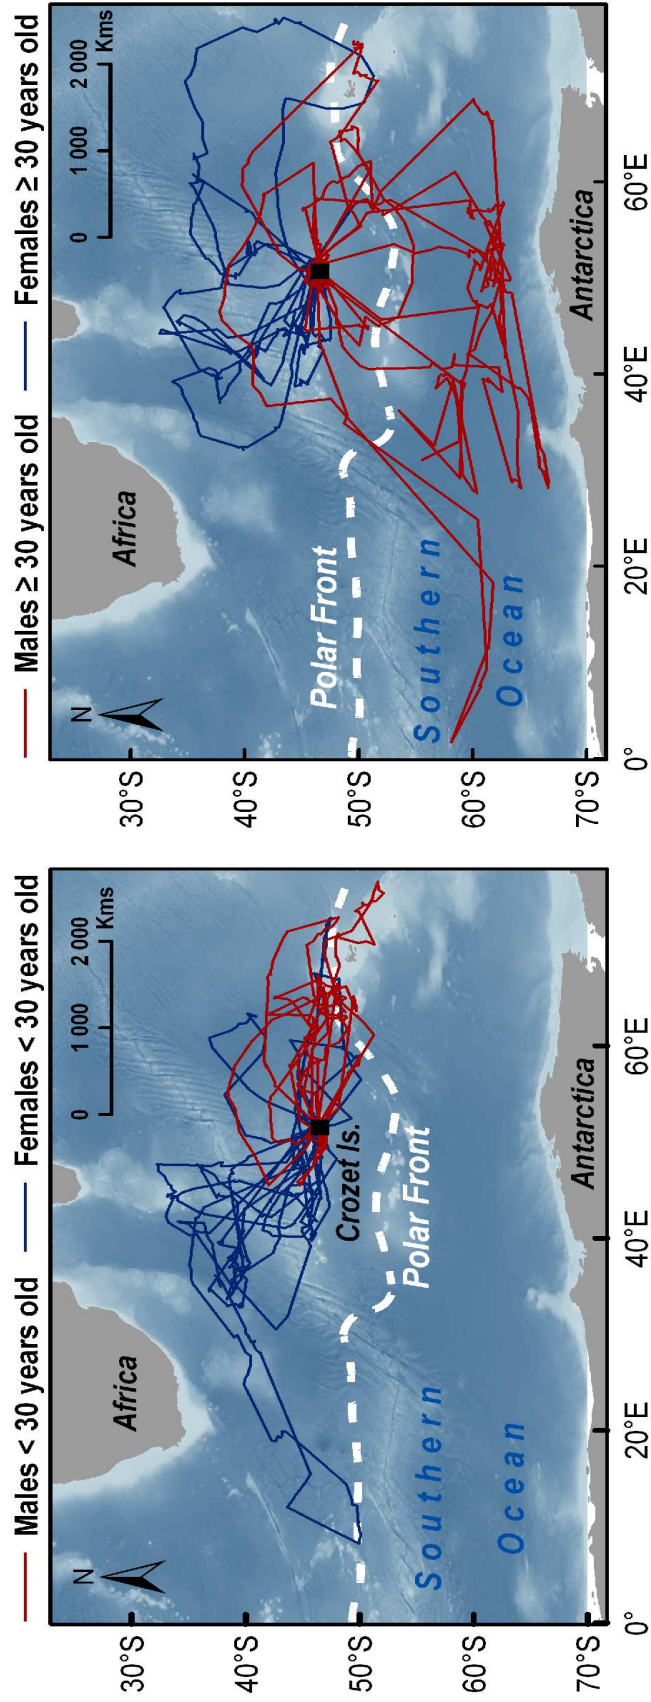 Males < 30 years old
Females < 30 years old
N
0
1 000
2 000
Kms
Africa
Crozet Is.
Polar Front
Southern
Ocean
Antarctica
30°S
40°S
50°S
60°S
70°S
0°
20°E
40°E
60°E
Males ≥ 30 years old
Females ≥ 30 years old
N
0
1 000
2 000
Kms
Africa
Polar Front
Southern
Ocean
Antarctica
30°S
40°S
50°S
60°S
70°S
0°
20°E
40°E
60°E